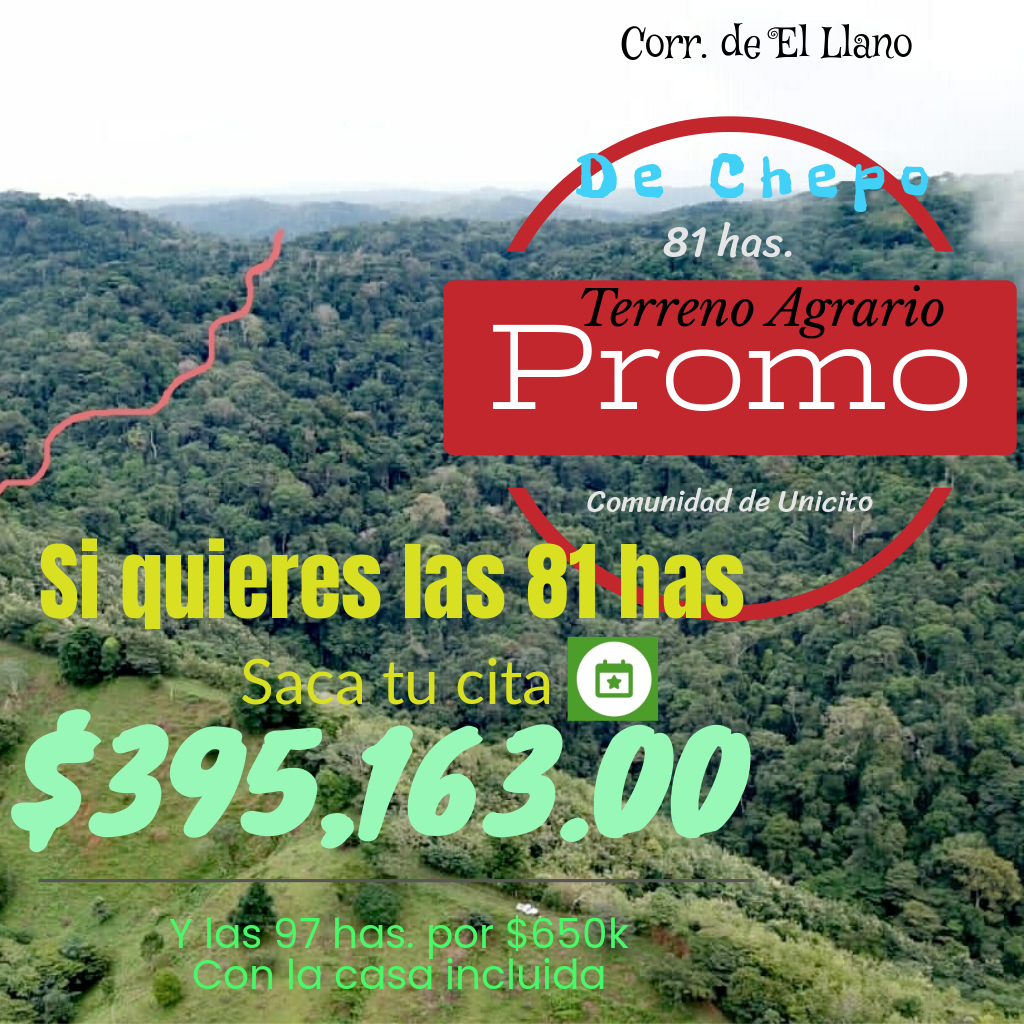 Corr. de El Llano
De Chepo
81 has.
Terreno Agrario
Promo
Comunidad de Unicito
Si quieres las 81 has
Saca tu cita
$395,163.00
Y las 97 has. por $650k
Con la casa incluida